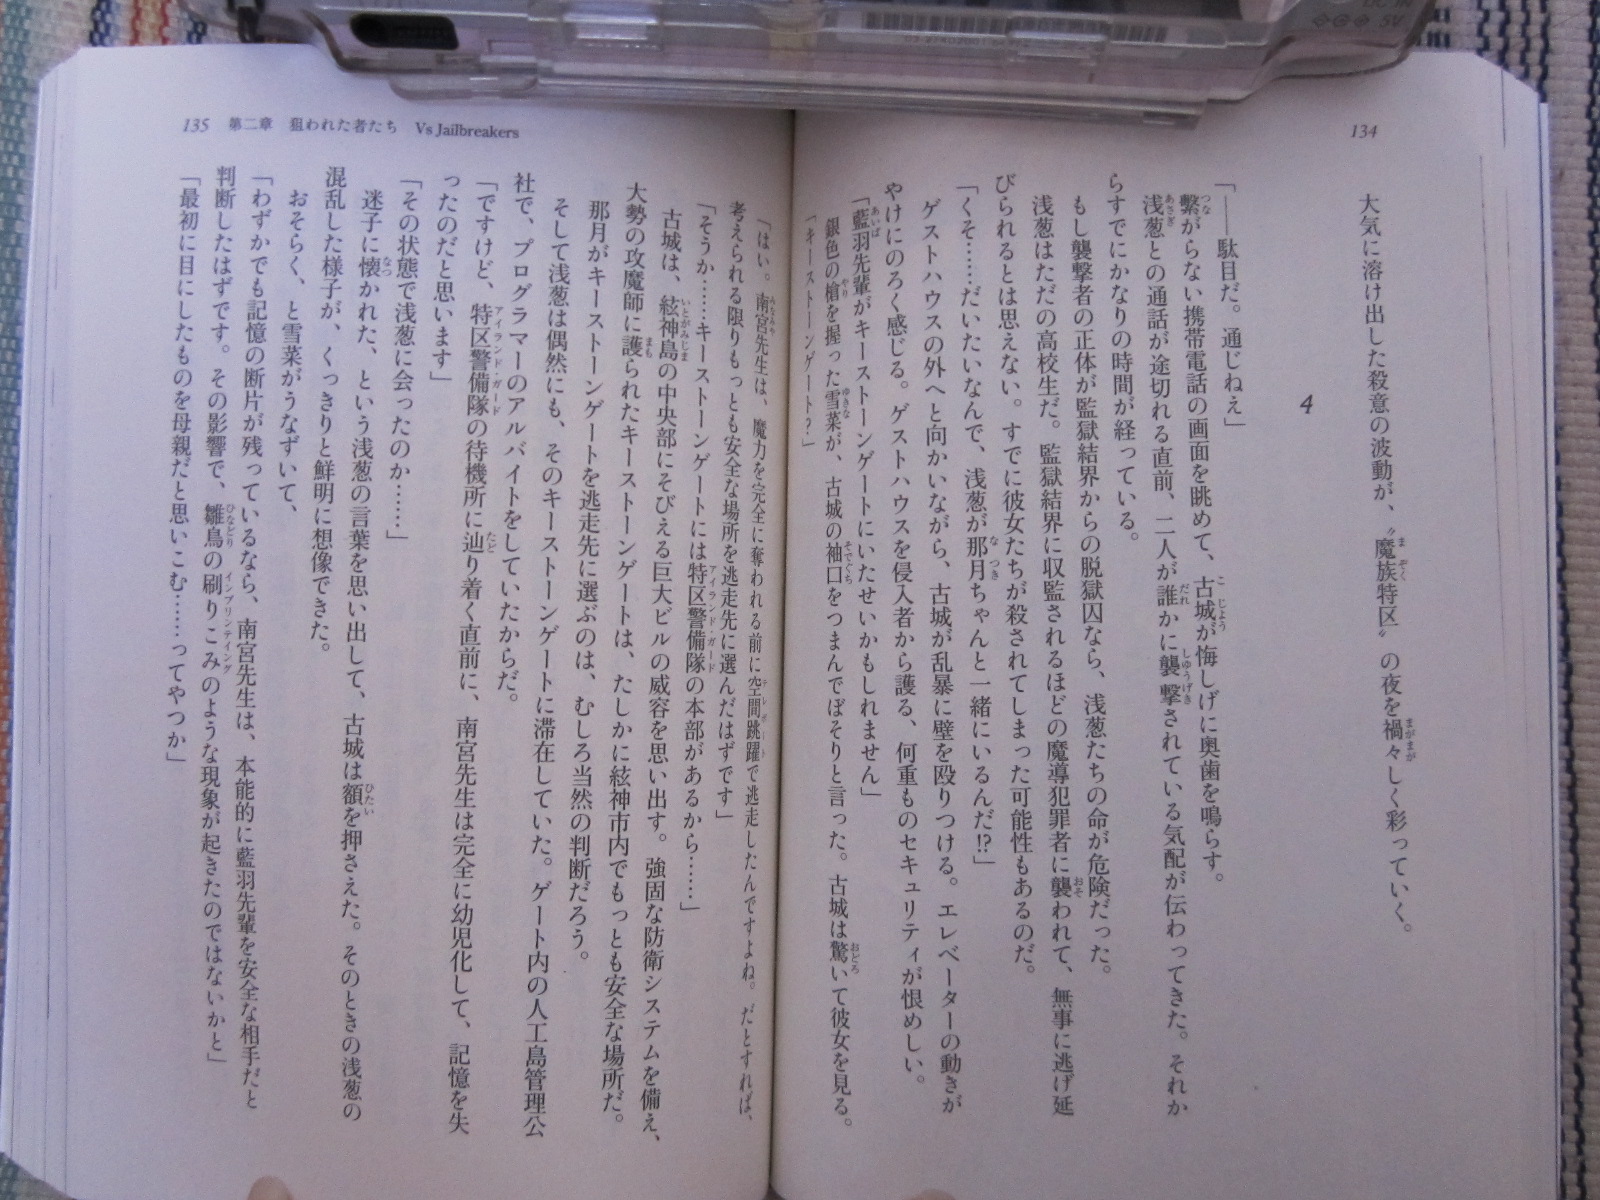 DC IN
5V
134
大気に溶け出した殺意の波動が、〝魔族特区〟の夜を禍々しく彩っていく。
4
「――駄目だ。通じねぇ」
繫がらない携帯電話の画面を眺めて、古城が悔しげに奥歯を鳴らす。
浅葱との通話が途切れる直前、二人が誰かに襲撃されている気配が伝わってきた。それか
らすでにかなりの時間が経っている。
もし襲撃者の正体が監獄結界からの脱獄囚なら、浅葱たちの命が危険だった。
浅葱はただの高校生だ。監獄結界に収監されるほどの魔導犯罪者に襲われて、無事に逃げ延
びられるとは思えない。すでに彼女たちが殺されてしまった可能性もあるのだ。
「くそ……だいたいなんで、浅葱が那月ちゃんと一緒にいるんだ!?」
ゲストハウスの外へと向かいながら、古城が乱暴に壁を殴りつける。エレベーターの動きが
やけにのろく感じる。ゲストハウスを侵入者から護る、何重ものセキュリティが恨めしい。
「藍羽先輩がキーストーンゲートにいたせいかもしれません」
銀色の槍を握った雪菜が、古城の袖口をつまんでぼそりと言った。古城は驚いて彼女を見る。
「キーストーンゲート?」
135 第二章 狙われた者たち Vs Jailbreakers
「はい。南宮先生は、魔力を完全に奪われる前に空間跳躍で逃走したんですよね。だとすれば、
考えられる限りもっとも安全な場所を逃走先に選んだはずです」
「そうか……キーストーンゲートには特区警備隊の本部があるから……」
古城は、絃神島の中央部にそびえる巨大ビルの威容を思い出す。強固な防衛システムを備え、
大勢の攻魔師に護られたキーストーンゲートは、たしかに絃神市内でもっとも安全な場所だ。
那月がキーストーンゲートを逃走先に選ぶのは、むしろ当然の判断だろう。
そして浅葱は偶然にも、そのキーストーンゲートに滞在していた。ゲート内の人工島管理公
社で、プログラマーのアルバイトをしていたからだ。
「ですけど、特区警備隊の待機所に辿り着く直前に、南宮先生は完全に幼児化して、記憶を失
ったのだと思います」
「その状態で浅葱に会ったのか……」
迷子に懐かれた、という浅葱の言葉を思い出して、古城は額を押さえた。そのときの浅葱の
混乱した様子が、くっきりと鮮明に想像できた。
おそらく、と雪菜がうなずいて、
「わずかでも記憶の断片が残っているなら、南宮先生は、本能的に藍羽先輩を安全な相手だと
判断したはずです。その影響で、雛鳥の刷りこみのような現象が起きたのではないかと」
「最初に目にしたものを母親だと思いこむ……ってやつか」